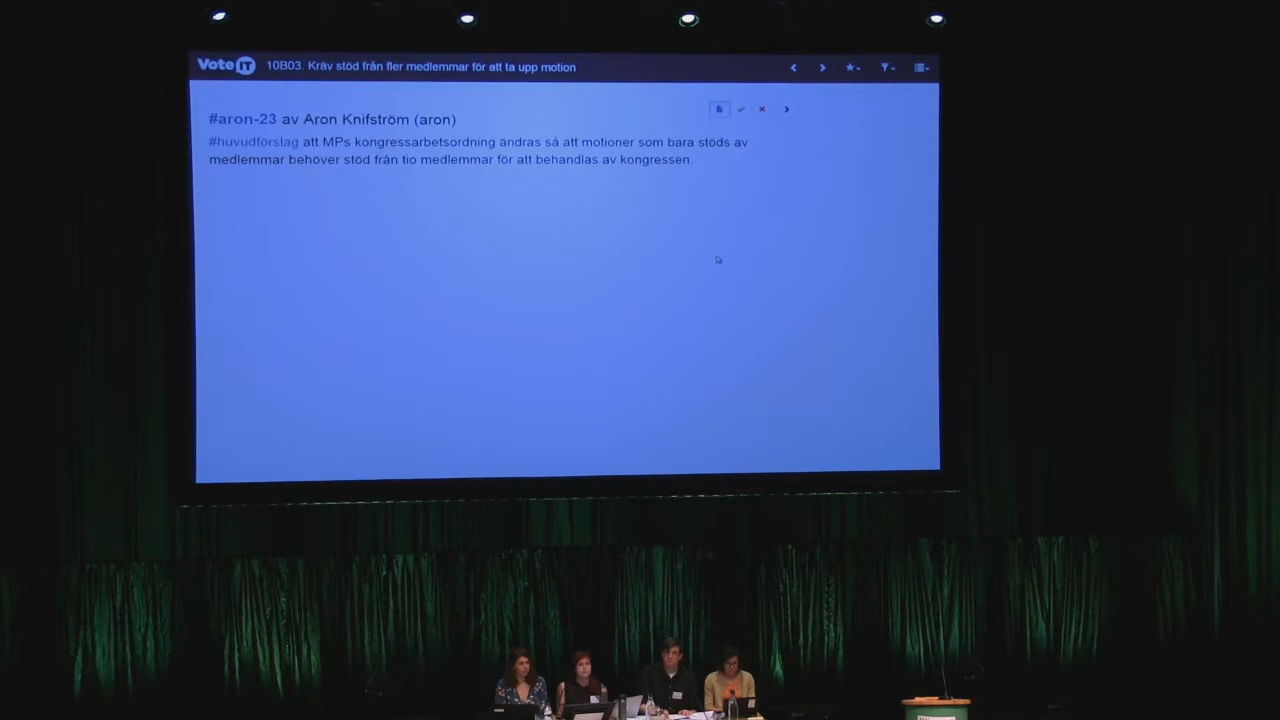 VoteIT 10B03. Kräv stöd från fler medlemmar för att ta upp motion
#aron-23 av Aron Knifström (aron)
#huvudförslag att MPs kongressarbetsordning ändras så att motioner som bara stöds av
medlemmar behöver stöd från tio medlemmar för att behandlas av kongressen.